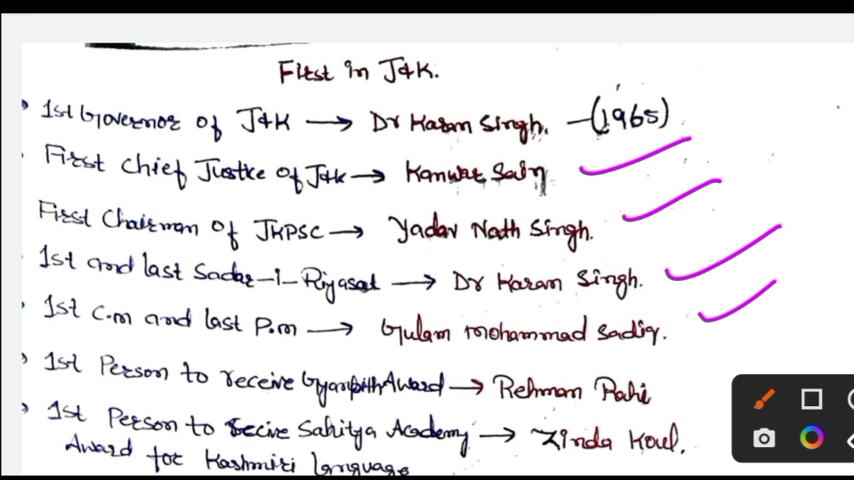 First in J&K.
1st Governor of J&K → Dr Karan Singh. - (1965)
First Chief Justice of J&K → Kanwar Sain
First Chairman of JKPSC → Yadav Nath Singh.
1st and last Sadar-i-Riyasat → Dr Karan Singh.
1st C.m and last P.m → Gulam mohammad Sadiq.
1st Person to receive Gyanpith Award → Rehman Rahi
1st Person to Recive Sahitya Academy → Zinda Koul.
Award for Kashmiri language